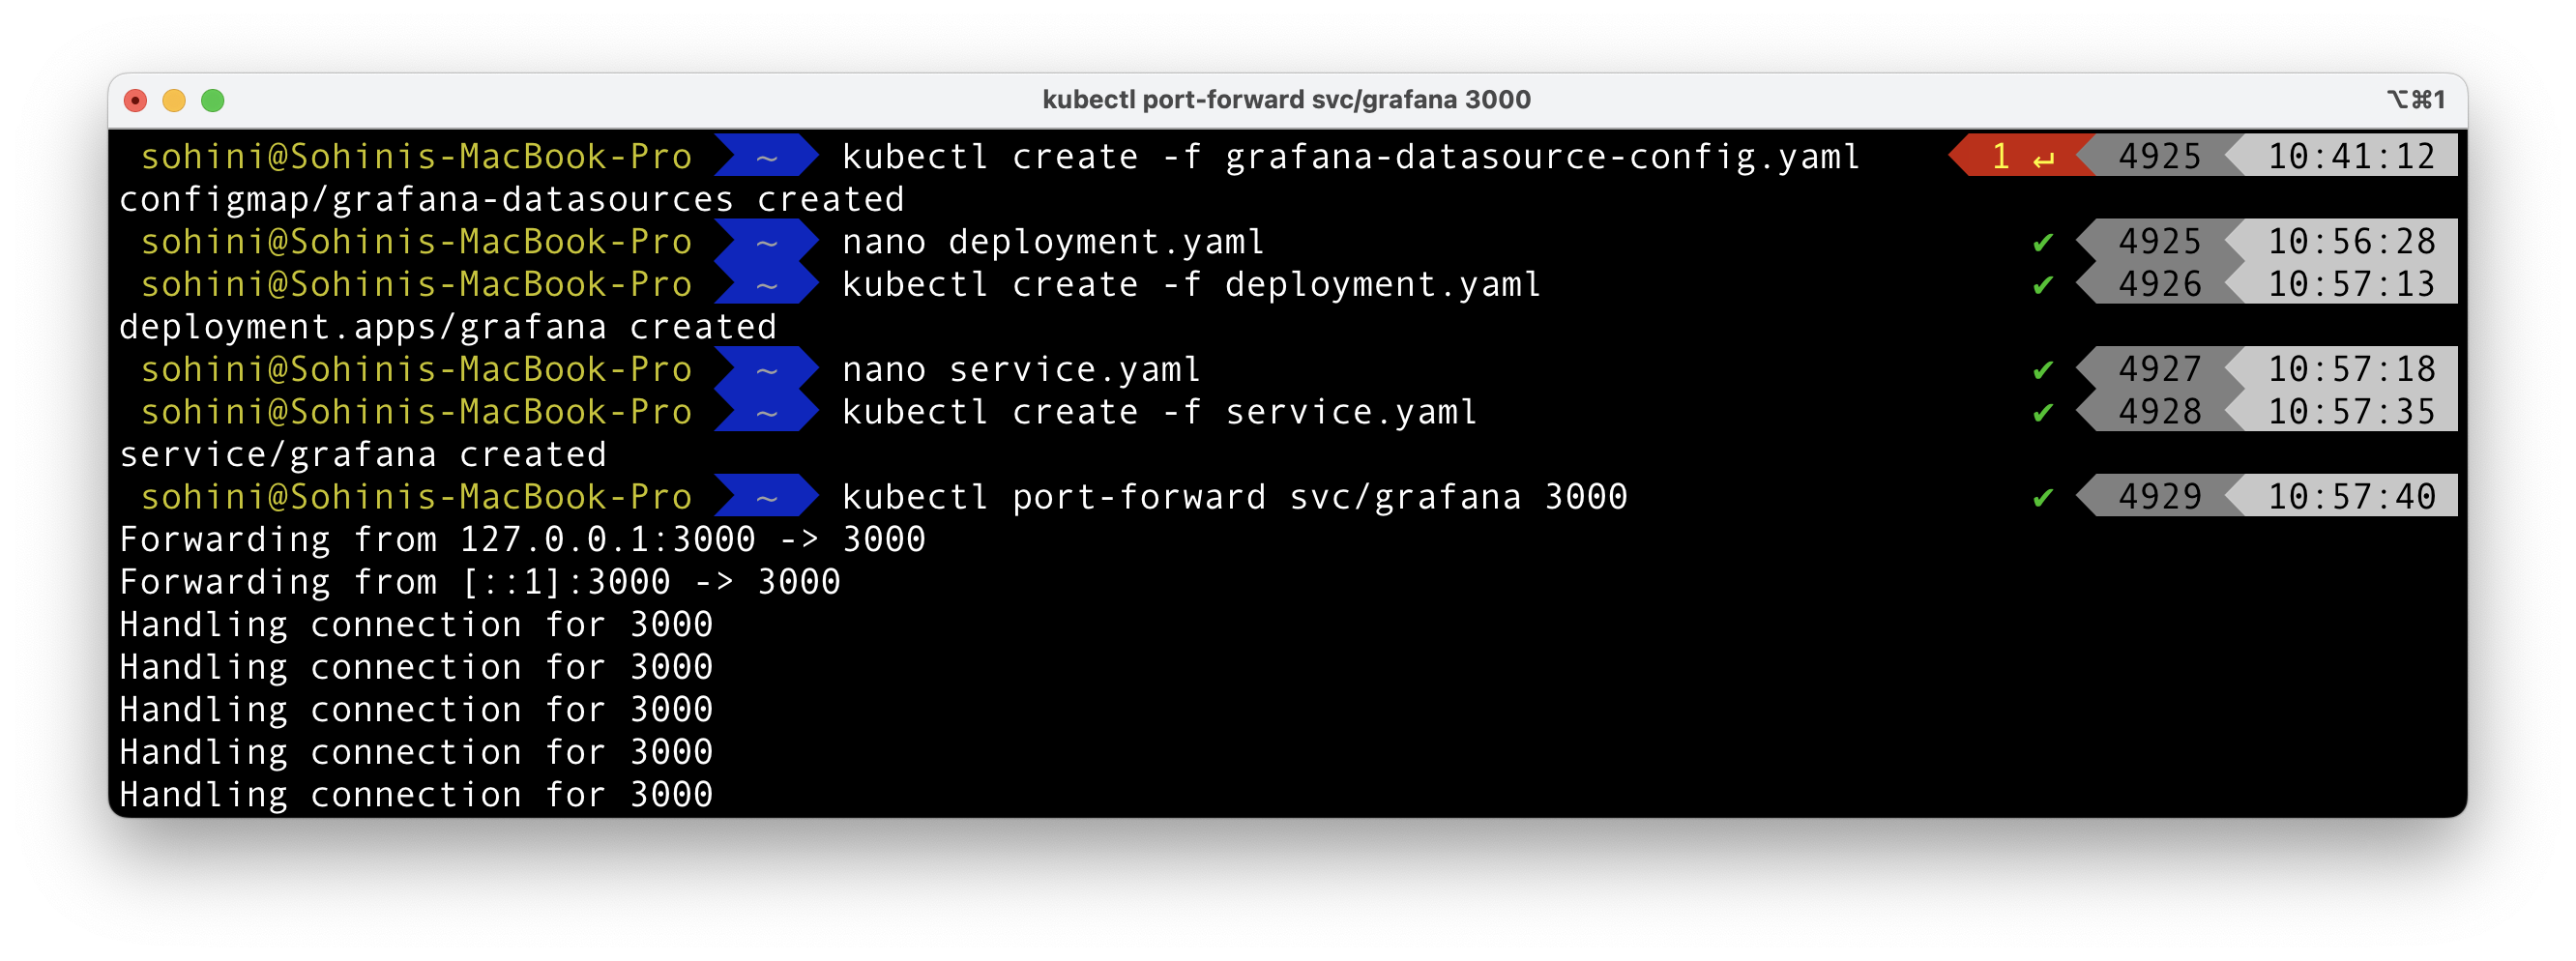 kubectl port-forward svc/grafana 3000 ⌥⌘1
sohini@Sohinis-MacBook-Pro ~ kubectl create -f grafana-datasource-config.yaml 1 ↵ 4925 10:41:12
configmap/grafana-datasources created
sohini@Sohinis-MacBook-Pro ~ nano deployment.yaml ✔ 4925 10:56:28
sohini@Sohinis-MacBook-Pro ~ kubectl create -f deployment.yaml ✔ 4926 10:57:13
deployment.apps/grafana created
sohini@Sohinis-MacBook-Pro ~ nano service.yaml ✔ 4927 10:57:18
sohini@Sohinis-MacBook-Pro ~ kubectl create -f service.yaml ✔ 4928 10:57:35
service/grafana created
sohini@Sohinis-MacBook-Pro ~ kubectl port-forward svc/grafana 3000 ✔ 4929 10:57:40
Forwarding from 127.0.0.1:3000 -> 3000
Forwarding from [::1]:3000 -> 3000
Handling connection for 3000
Handling connection for 3000
Handling connection for 3000
Handling connection for 3000
Handling connection for 3000